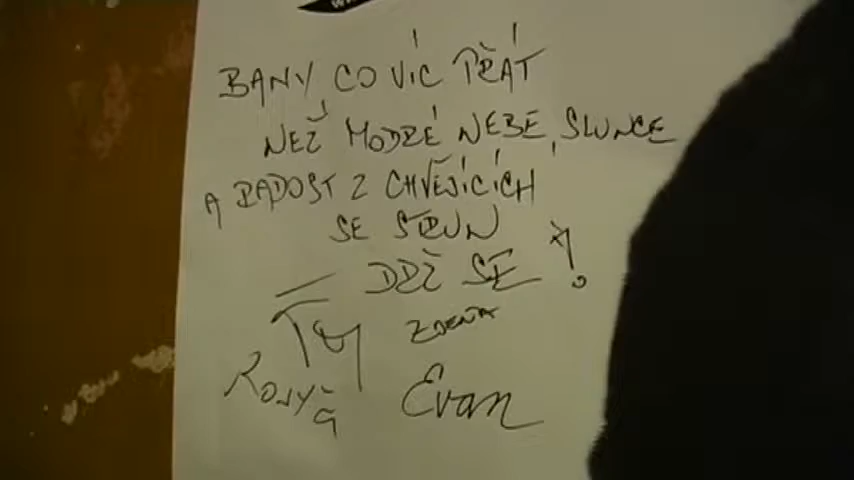 BANY CO VÍC PŘÁT
NEŽ MODRÉ NEBE, SLUNCE
A RADOST Z CHVĚJÍCÍCH
SE STRUN
DRŽ SE !
ZDENA
Evan